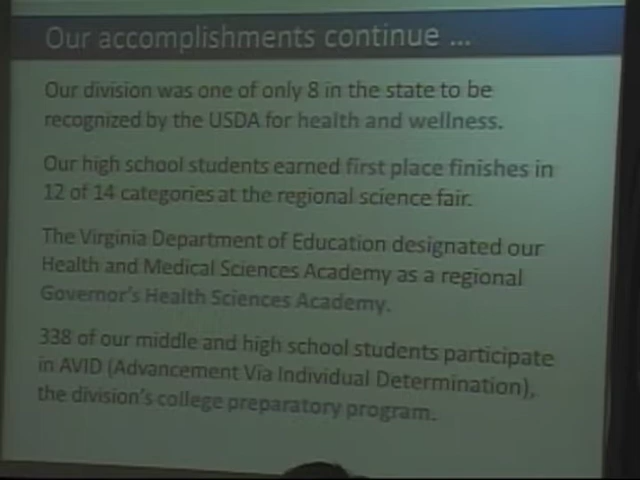 Our accomplishments continue ...
Our division was one of only 8 in the state to be
recognized by the USDA for health and wellness.
Our high school students earned first place finishes in
12 of 14 categories at the regional science fair.
The Virginia Department of Education designated our
Health and Medical Sciences Academy as a regional
Governor's Health Sciences Academy.
338 of our middle and high school students participate
in AVID (Advancement Via Individual Determination),
the division's college preparatory program.